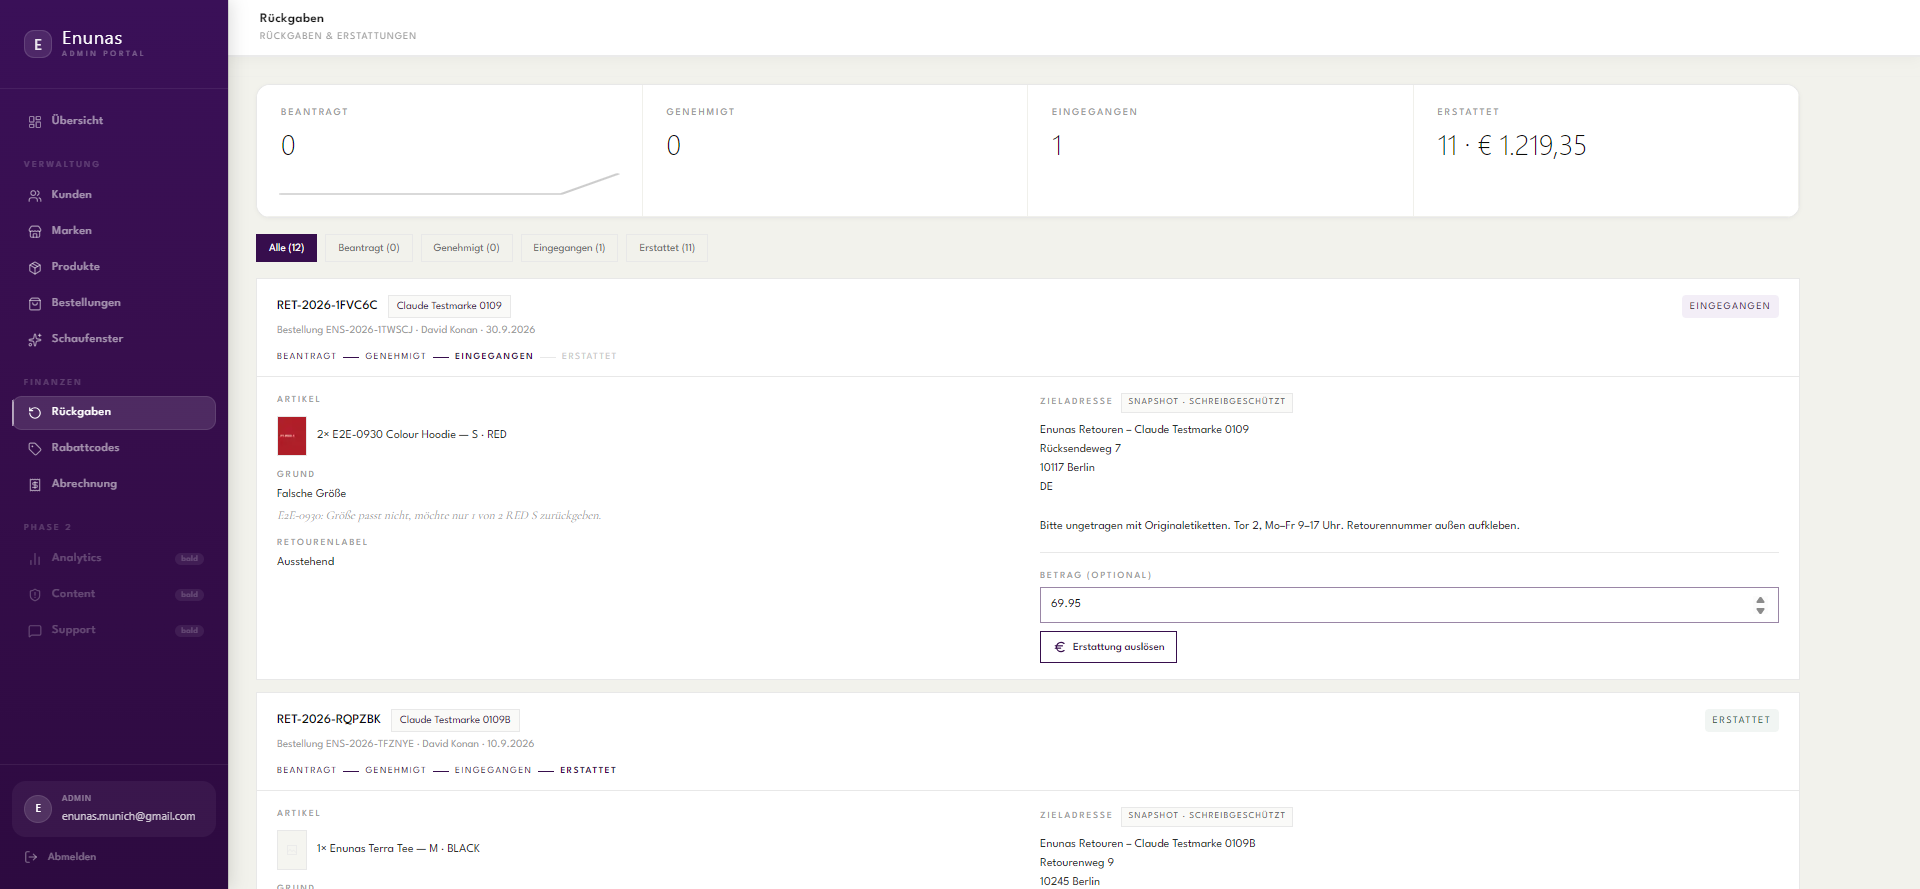 E
Enunas
ADMIN PORTAL
Übersicht
VERWALTUNG
Kunden
Marken
Produkte
Bestellungen
Schaufenster
FINANZEN
Rückgaben
Rabattcodes
Abrechnung
PHASE 2
Analytics bald
Content bald
Support bald
E
ADMIN
enunas.munich@gmail.com
Abmelden
Rückgaben
RÜCKGABEN & ERSTATTUNGEN
BEANTRAGT
0
GENEHMIGT
0
EINGEGANGEN
1
ERSTATTET
11 · € 1.219,35
Alle (12) Beantragt (0) Genehmigt (0) Eingegangen (1) Erstattet (11)
RET-2026-1FVC6C Claude Testmarke 0109
EINGEGANGEN
Bestellung ENS-2026-1TWSCJ · David Konan · 30.9.2026
BEANTRAGT — GENEHMIGT — EINGEGANGEN — ERSTATTET
ARTIKEL
2× E2E-0930 Colour Hoodie — S · RED
GRUND
Falsche Größe
E2E-0930: Größe passt nicht, möchte nur 1 von 2 RED S zurückgeben.
RETOURENLABEL
Ausstehend
ZIELADRESSE SNAPSHOT · SCHREIBGESCHÜTZT
Enunas Retouren – Claude Testmarke 0109
Rücksendeweg 7
10117 Berlin
DE
Bitte ungetragen mit Originaletiketten. Tor 2, Mo–Fr 9–17 Uhr. Retourennummer außen aufkleben.
BETRAG (OPTIONAL)
69.95
€ Erstattung auslösen
RET-2026-RQPZBK Claude Testmarke 0109B
ERSTATTET
Bestellung ENS-2026-TFZNYE · David Konan · 10.9.2026
BEANTRAGT — GENEHMIGT — EINGEGANGEN — ERSTATTET
ARTIKEL
1× Enunas Terra Tee — M · BLACK
GRUND
ZIELADRESSE SNAPSHOT · SCHREIBGESCHÜTZT
Enunas Retouren – Claude Testmarke 0109B
Retourenweg 9
10245 Berlin